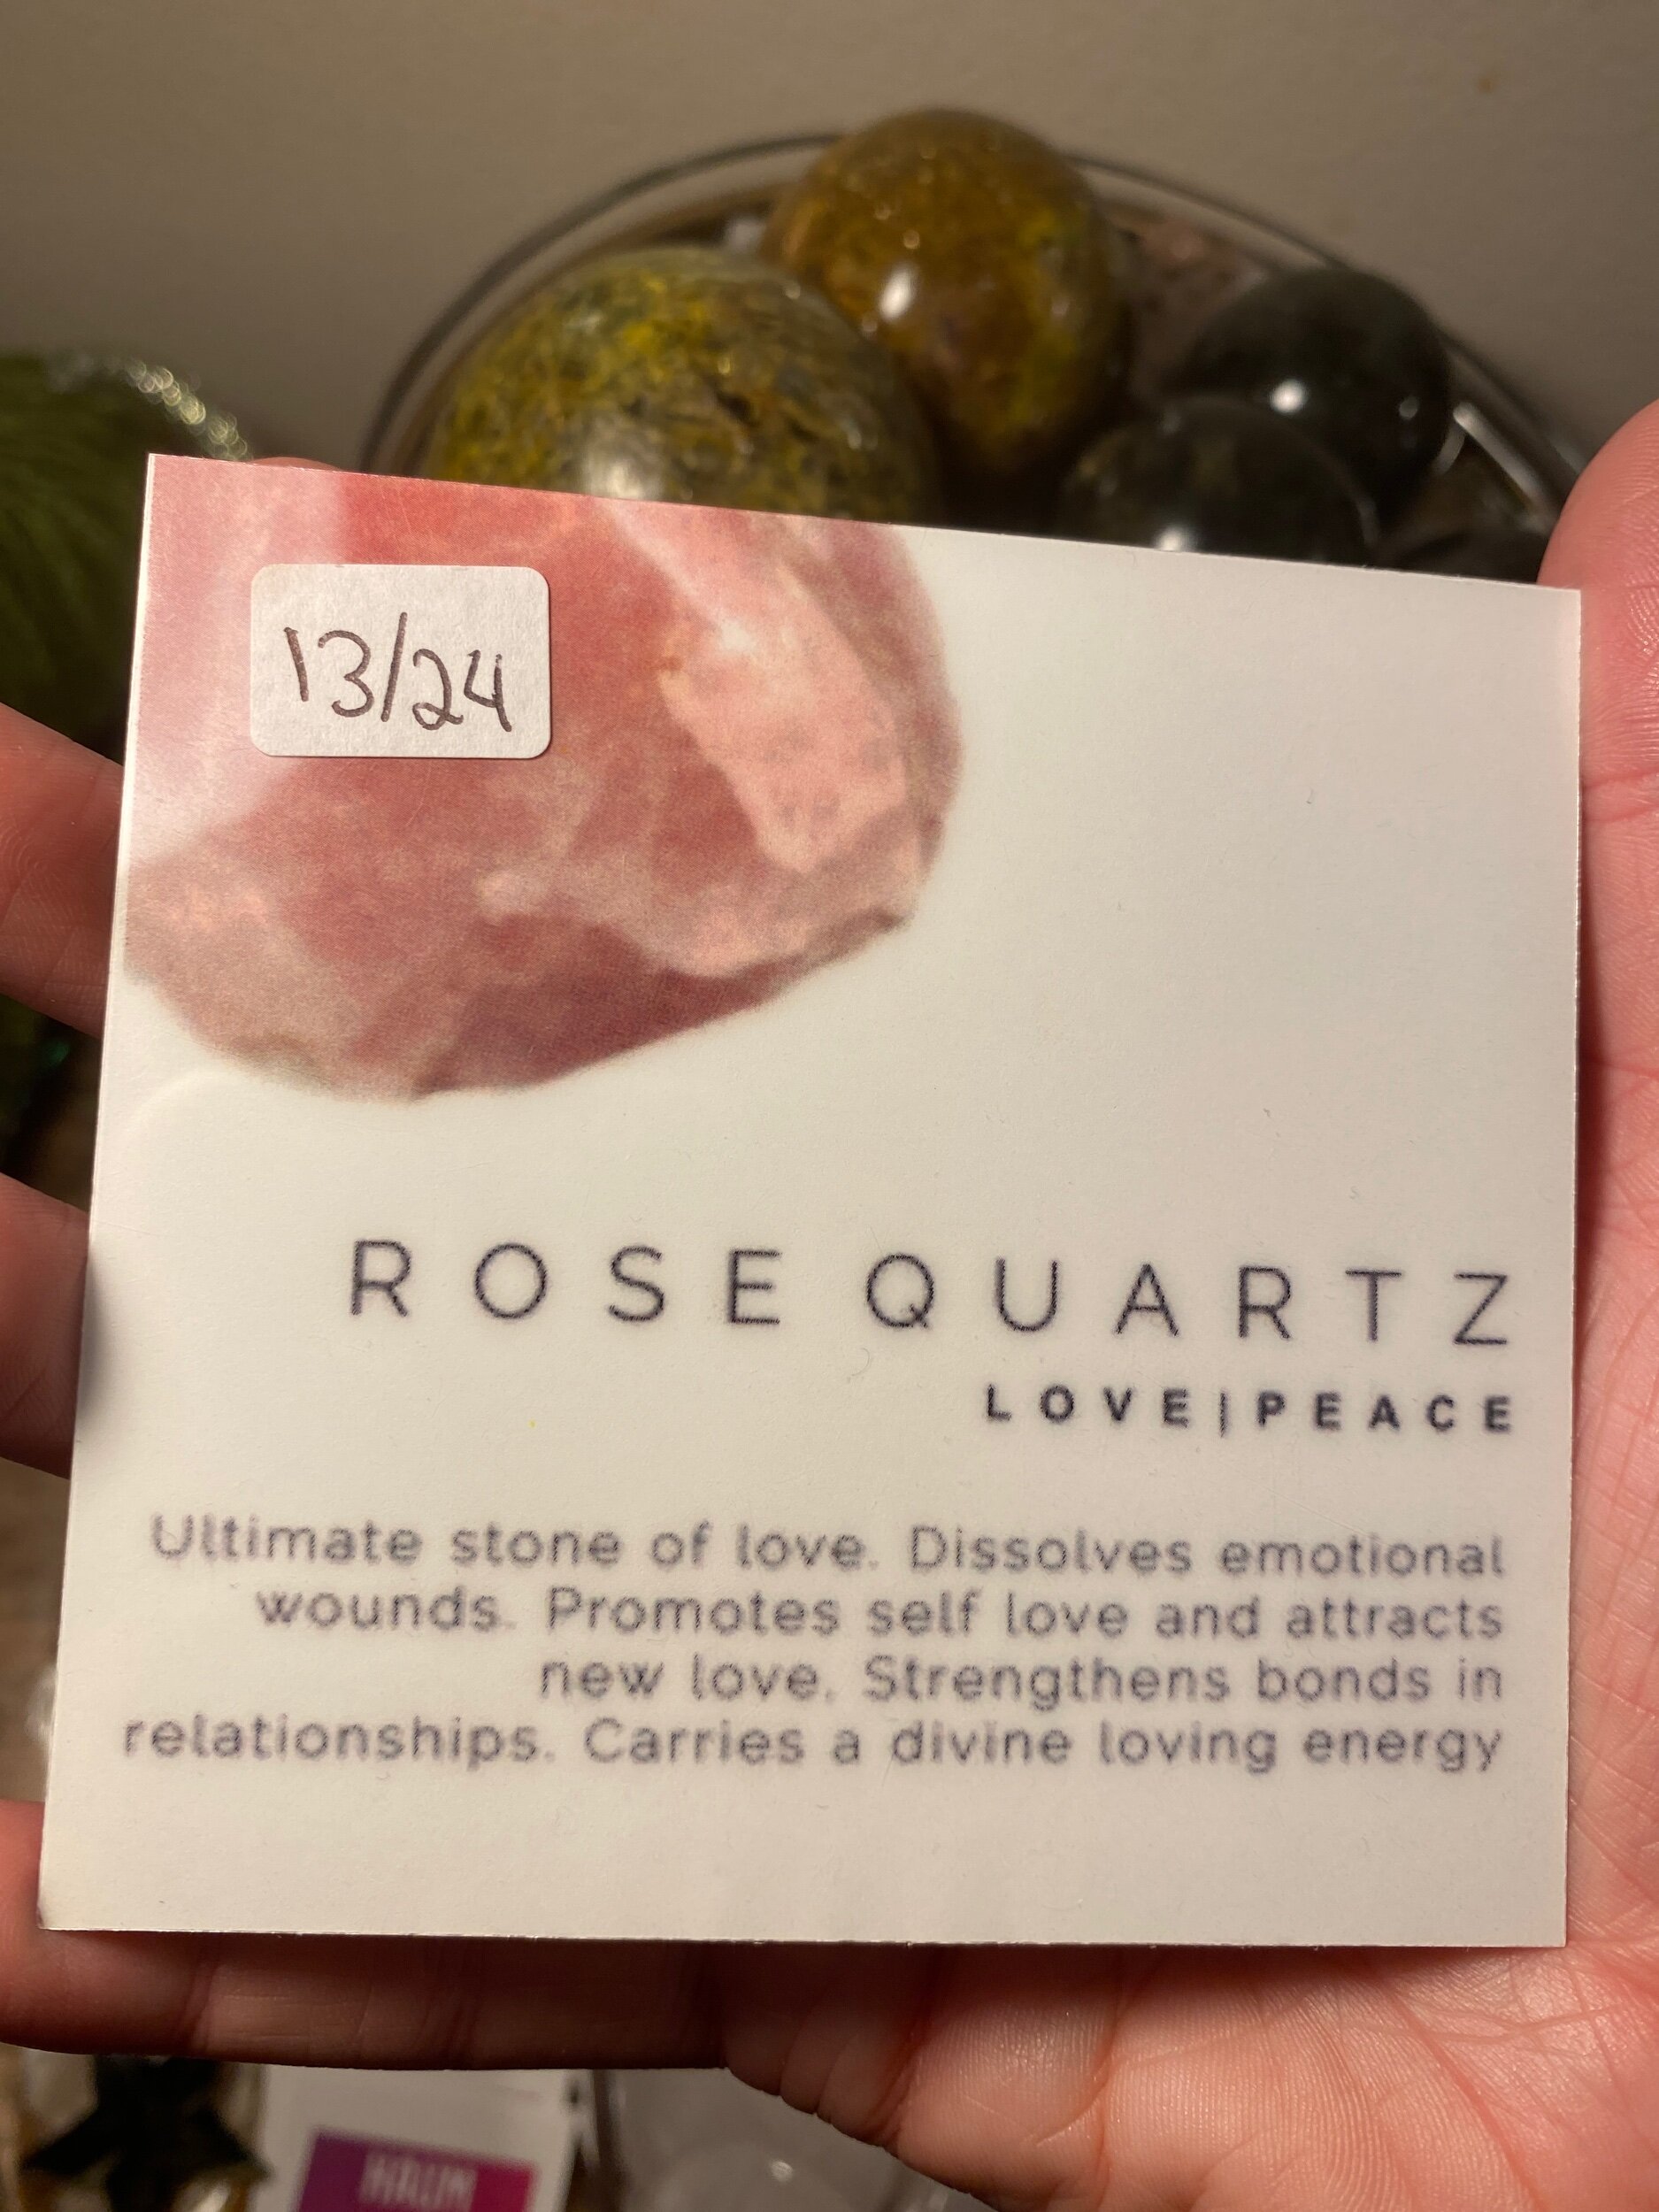 13/24
ROSE QUARTZ
LOVE|PEACE
Ultimate stone of love. Dissolves emotional
wounds. Promotes self love and attracts
new love. Strengthens bonds in
relationships. Carries a divine loving energy